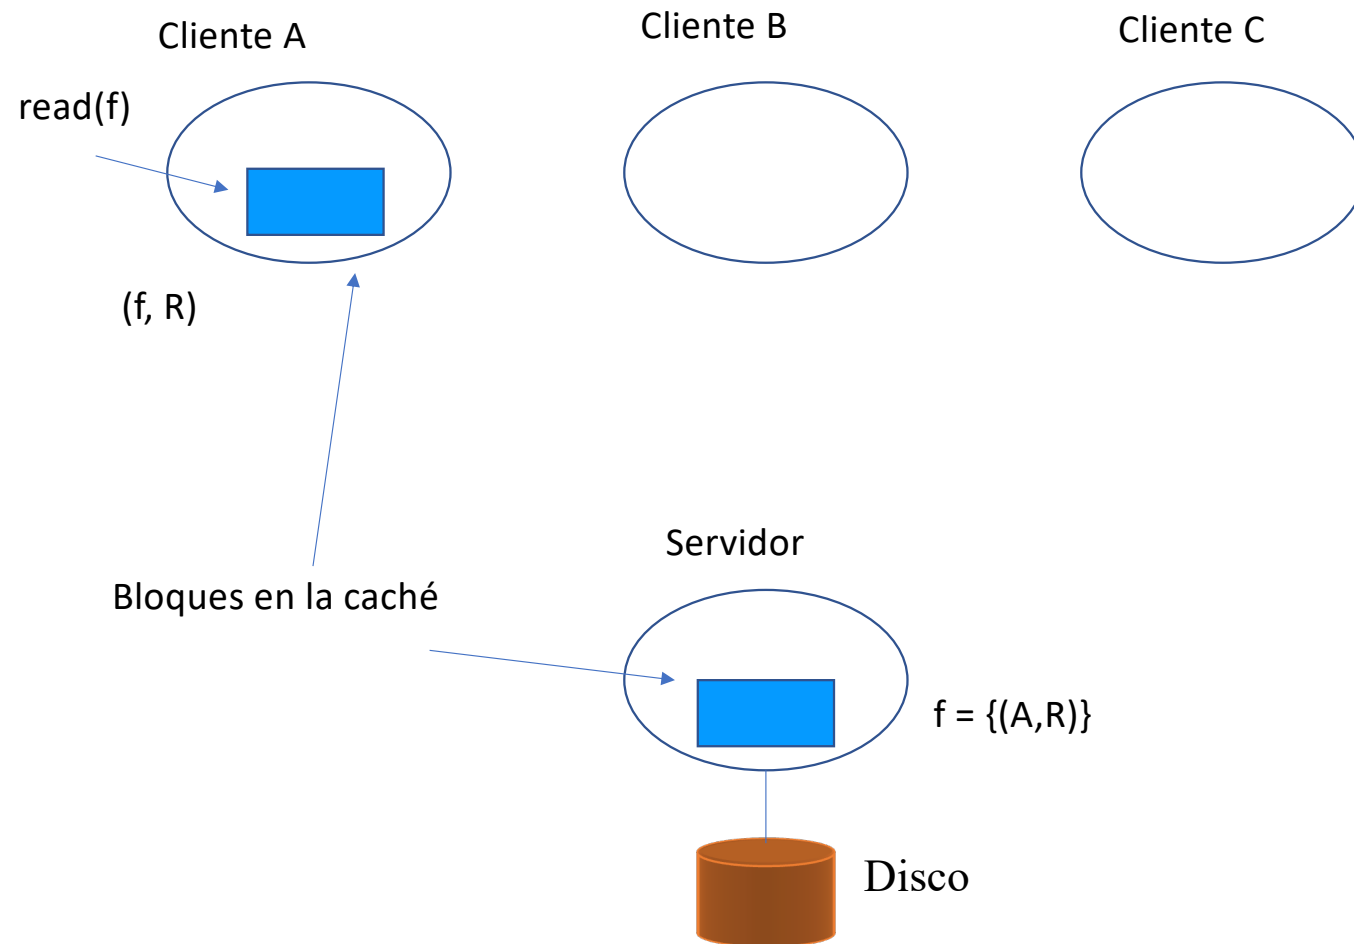 Cliente A
Cliente B
Cliente C
read(f)
(f, R)
Servidor
Bloques en la caché
f = {(A,R)}
Disco